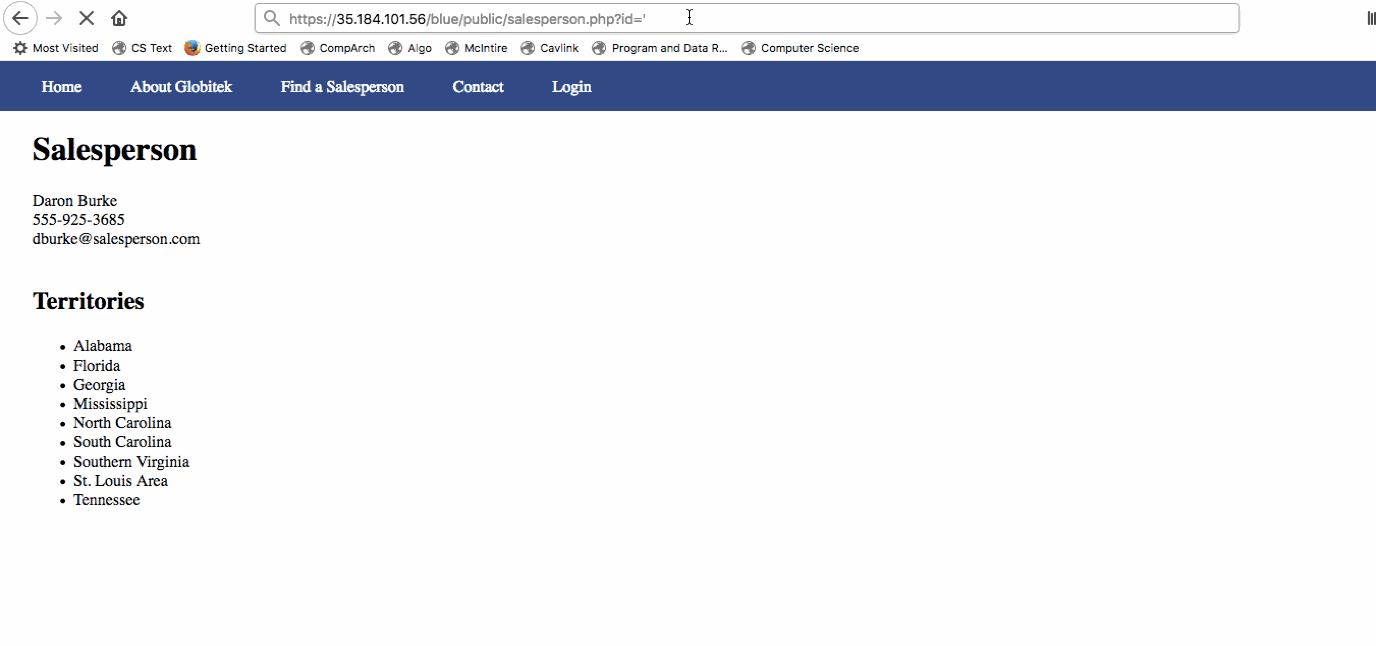 https://35.184.101.56/blue/public/salesperson.php?id='
Most Visited CS Text Getting Started CompArch Algo McIntire Cavlink Program and Data R... Computer Science
Home About Globitek Find a Salesperson Contact Login
Salesperson
Daron Burke
555-925-3685
dburke@salesperson.com
Territories
Alabama
Florida
Georgia
Mississippi
North Carolina
South Carolina
Southern Virginia
St. Louis Area
Tennessee